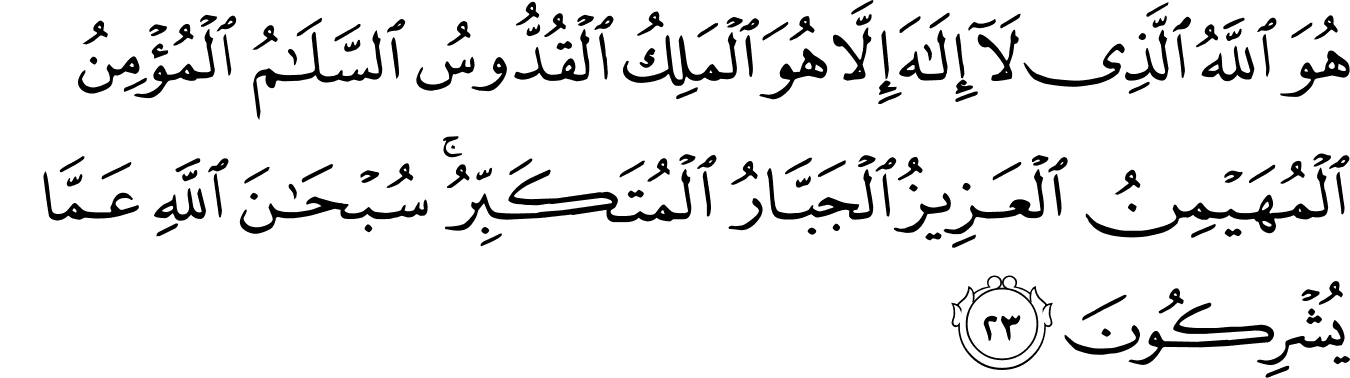 هُوَ ٱللَّهُ ٱلَّذِى لَآ إِلَـٰهَ إِلَّا هُوَ ٱلْمَلِكُ ٱلْقُدُّوسُ ٱلسَّلَـٰمُ ٱلْمُؤْمِنُ
ٱلْمُهَيْمِنُ ٱلْعَزِيزُ ٱلْجَبَّارُ ٱلْمُتَكَبِّرُ ۚ سُبْحَـٰنَ ٱللَّهِ عَمَّا
يُشْرِكُونَ ٢٣